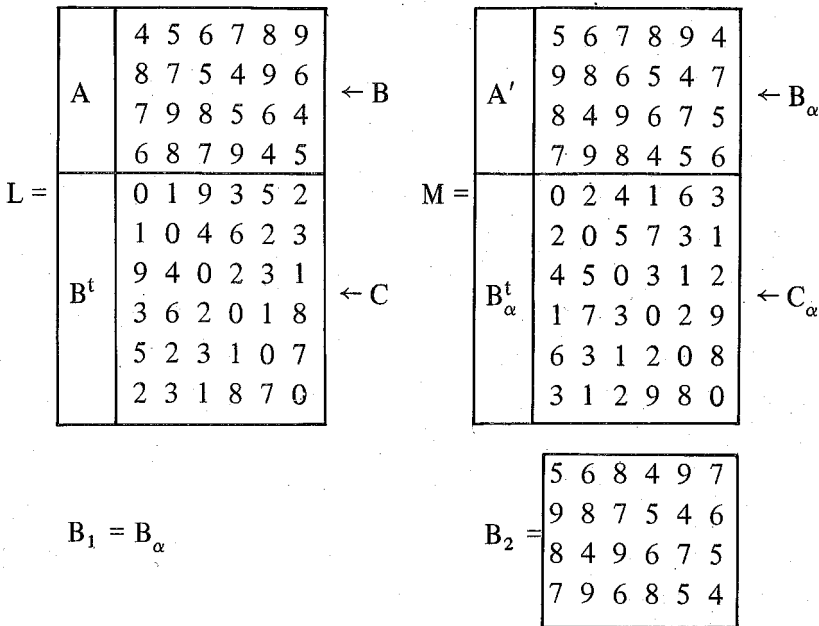 4 5 6 7 8 9
8 7 5 4 9 6
A
← B
7 9 8 5 6 4
6 8 7 9 4 5
L =
0 1 9 3 5 2
1 0 4 6 2 3
9 4 0 2 3 1
Bᵗ
← C
3 6 2 0 1 8
5 2 3 1 0 7
2 3 1 8 7 0
5 6 7 8 9 4
9 8 6 5 4 7
A′
← B_α
8 4 9 6 7 5
7 9 8 4 5 6
M =
0 2 4 1 6 3
2 0 5 7 3 1
4 5 0 3 1 2
B_α^t
← C_α
1 7 3 0 2 9
6 3 1 2 0 8
3 1 2 9 8 0
B₁ = B_α
B₂ =
5 6 8 4 9 7
9 8 7 5 4 6
8 4 9 6 7 5
7 9 6 8 5 4